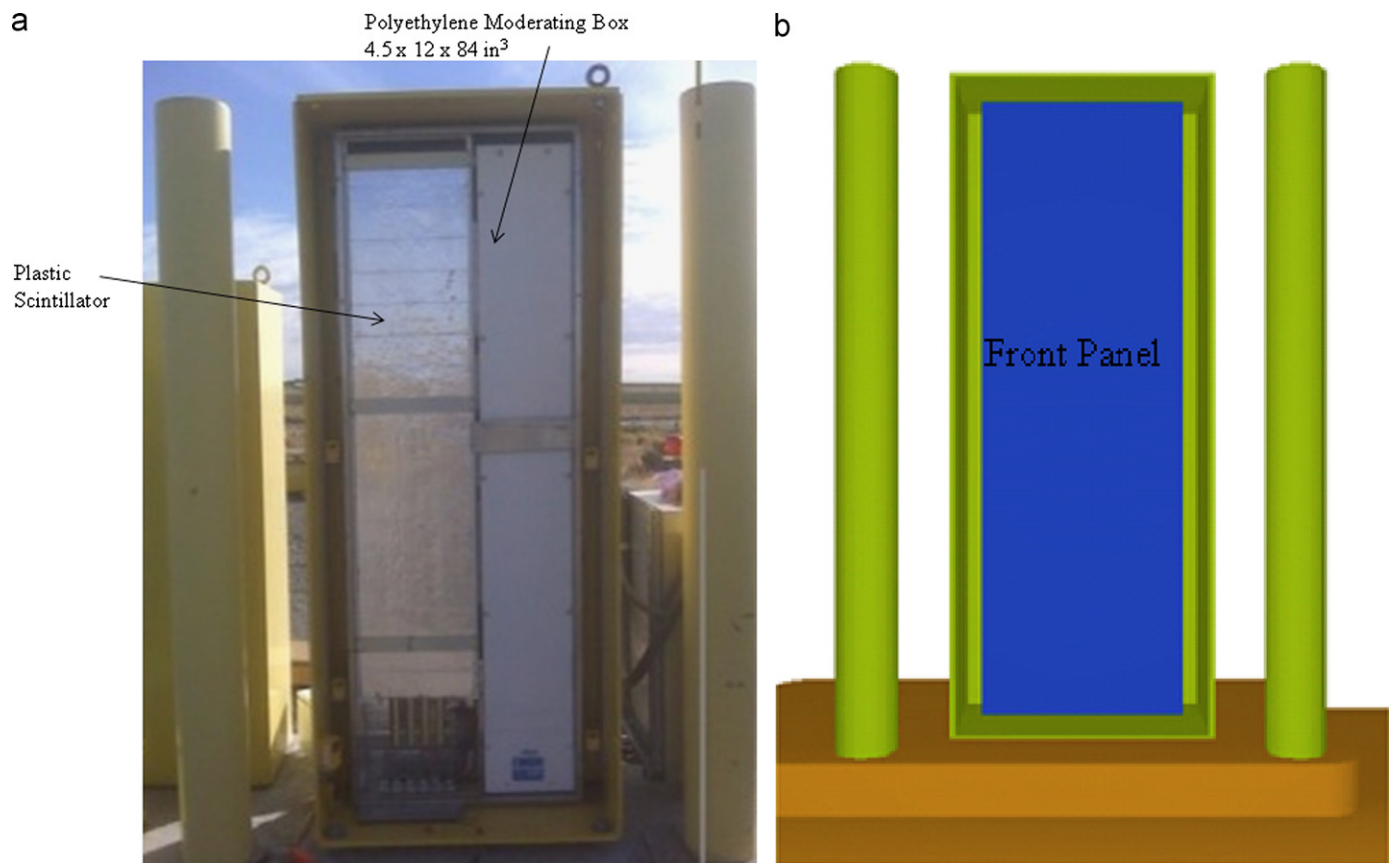 a
Polyethylene Moderating Box
4.5 x 12 x 84 in³
Plastic
Scintillator
b
Front Panel